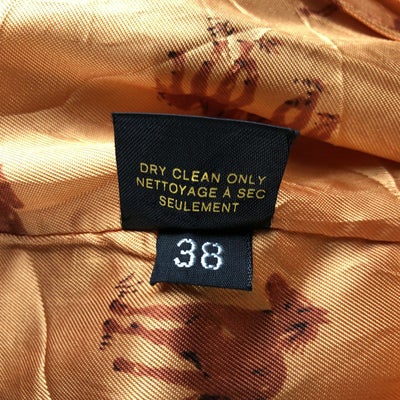 DRY CLEAN ONLY
NETTOYAGE À SEC
SEULEMENT
38